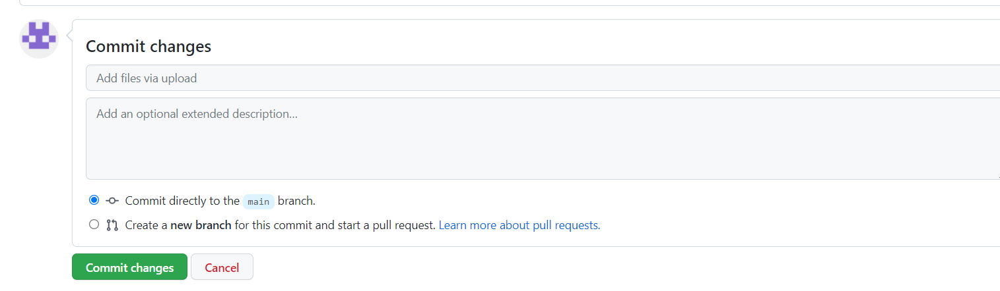 Commit changes
Add files via upload
Add an optional extended description...
Commit directly to the main branch.
Create a new branch for this commit and start a pull request. Learn more about pull requests.
Commit changes Cancel